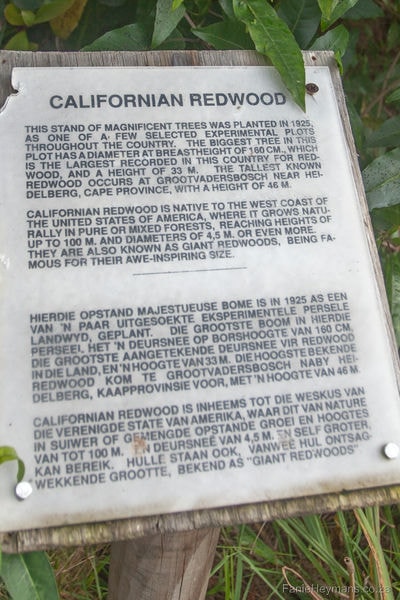 CALIFORNIAN REDWOOD
THIS STAND OF MAGNIFICENT TREES WAS PLANTED IN 1925,
AS ONE OF A FEW SELECTED EXPERIMENTAL PLOTS
THROUGHOUT THE COUNTRY. THE BIGGEST TREE IN THIS
PLOT HAS A DIAMETER AT BREASTHEIGHT OF 160 CM., WHICH
IS THE LARGEST RECORDED IN THIS COUNTRY FOR RED-
WOOD, AND A HEIGHT OF 33 M. THE TALLEST KNOWN
REDWOOD OCCURS AT GROOTVADERSBOSCH NEAR HEI-
DELBERG, CAPE PROVINCE, WITH A HEIGHT OF 46 M.
CALIFORNIAN REDWOOD IS NATIVE TO THE WEST COAST OF
THE UNITED STATES OF AMERICA, WHERE IT GROWS NATU-
RALLY IN PURE OR MIXED FORESTS, REACHING HEIGHTS OF
UP TO 100 M. AND DIAMETERS OF 4,5 M. OR EVEN MORE.
THEY ARE ALSO KNOWN AS GIANT REDWOODS, BEING FA-
MOUS FOR THEIR AWE-INSPIRING SIZE.
HIERDIE OPSTAND MAJESTUEUSE BOME IS IN 1925 AS EEN
VAN 'N PAAR UITGESOEKTE EKSPERIMENTELE PERSELE
LANDWYD, GEPLANT. DIE GROOTSTE BOOM IN HIERDIE
PERSEEL HET 'N DEURSNEE OP BORSHOOGTE VAN 160 CM,
DIE GROOTSTE AANGETEKENDE DEURSNEE VIR REDWOOD
IN DIE LAND, EN 'N HOOGTE VAN 33 M. DIE HOOGSTE BEKENDE
REDWOOD KOM TE GROOTVADERSBOSCH NABY HEI-
DELBERG, KAAPPROVINSIE VOOR, MET 'N HOOGTE VAN 46 M.
CALIFORNIAN REDWOOD IS INHEEMS TOT DIE WESKUS VAN
DIE VERENIGDE STATE VAN AMERIKA, WAAR DIT VAN NATURE
IN SUIWER OF GEMENGDE OPSTANDE GROEI EN HOOGTES
VAN TOT 100 M. EN DEURSNEË VAN 4,5 M. EN SELF GROTER,
KAN BEREIK. HULLE STAAN OOK, VANWEË HUL ONTSAG-
WEKKENDE GROOTTE, BEKEND AS "GIANT REDWOODS"
FanieHeymans.co.za